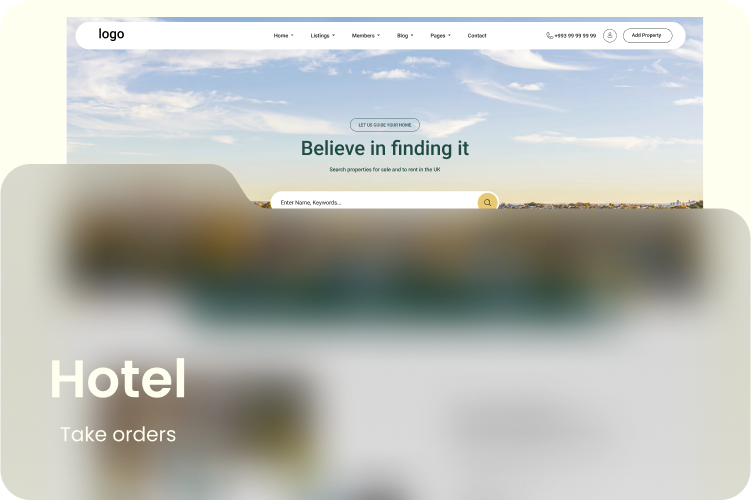 logo
Home
Listings
Members
Blog
Pages
Contact
+993 99 99 99 99
Add Property
LET US GUIDE YOUR HOME
Believe in finding it
Search properties for sale and to rent in the UK
Enter Name, Keywords...
Hotel
Take orders